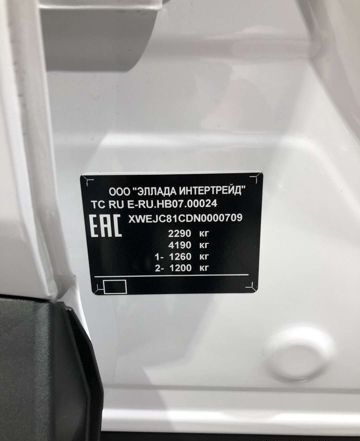 ООО "ЭЛЛАДА ИНТЕРТРЕЙД"
ТС RU E-RU.HB07.00024
ЕАС XWEJC81CDN0000709
2290 кг
4190 кг
1- 1260 кг
2- 1200 кг